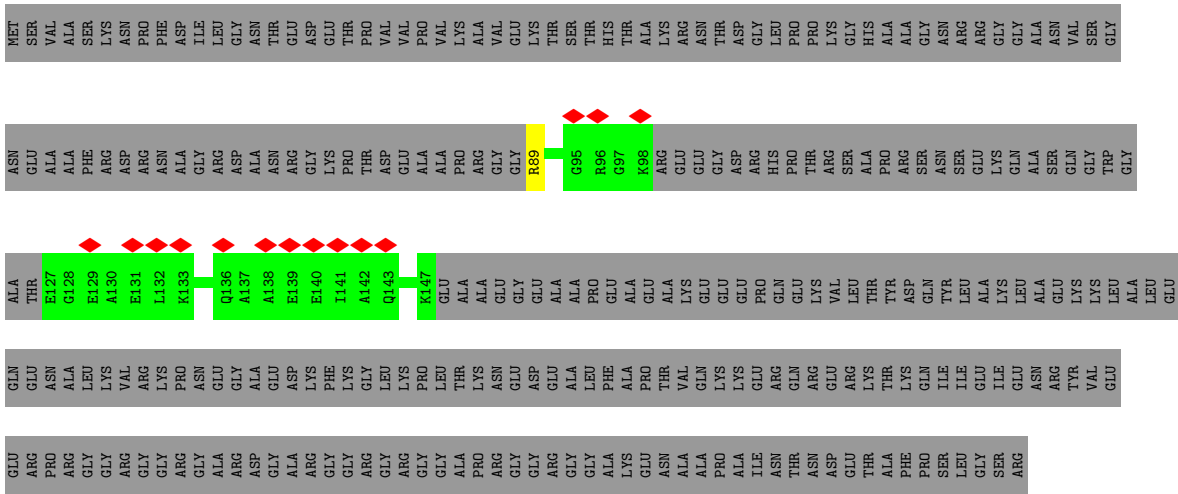 MET SER VAL ALA SER LYS ASN PRO PHE ASP ILE LEU GLY ASN THR GLU ASP GLU THR PRO VAL VAL PRO VAL LYS ALA VAL GLU LYS THR SER THR HIS THR ALA LYS ARG ASN THR ASP GLY LEU PRO PRO LYS GLY HIS ALA ALA GLY ASN ARG ARG GLY GLY ALA ASN VAL SER GLY
ASN GLU ALA ALA PHE ARG ASP ARG ASN ALA GLY ARG ASP ALA ASN ARG GLY LYS PRO THR ASP GLU ALA ALA PRO ARG GLY GLY R89 G95 R96 G97 K98 ARG GLU GLU GLY ASP ARG HIS PRO THR ARG SER ALA PRO ARG SER ASN SER GLU LYS GLN ALA SER GLN GLY TRP GLY
ALA THR E127 G128 E129 A130 E131 L132 K133 Q136 A137 A138 E139 E140 I141 A142 Q143 K147 GLU ALA ALA GLU GLY GLU ALA ALA PRO GLU ALA GLU ALA LYS GLU GLU GLU PRO GLN GLU LYS VAL LEU THR TYR ASP GLN TYR LEU ALA LYS LEU ALA GLU LYS LYS LEU ALA LEU GLU
GLN GLU ASN ALA LEU LYS VAL ARG LYS PRO ASN GLU GLY ALA GLU ASP LYS PHE LYS GLY LEU LYS PRO LEU THR LYS ASN GLU ASP GLU ALA LEU PHE ALA PRO THR VAL GLN LYS LYS GLU ARG GLN ARG GLU ARG LYS THR LYS GLN ILE ILE GLU ILE GLU ASN ARG TYR VAL GLU
GLU ARG PRO ARG GLY GLY ARG GLY GLY ARG GLY ALA ARG ASP GLY ALA ARG GLY GLY ARG GLY ARG GLY GLY ALA PRO ARG GLY GLY ARG GLY GLY ALA LYS GLU ASN ALA ALA PRO ALA ILE ASN THR ASN ASP GLU THR ALA PHE PRO SER LEU GLY SER ARG